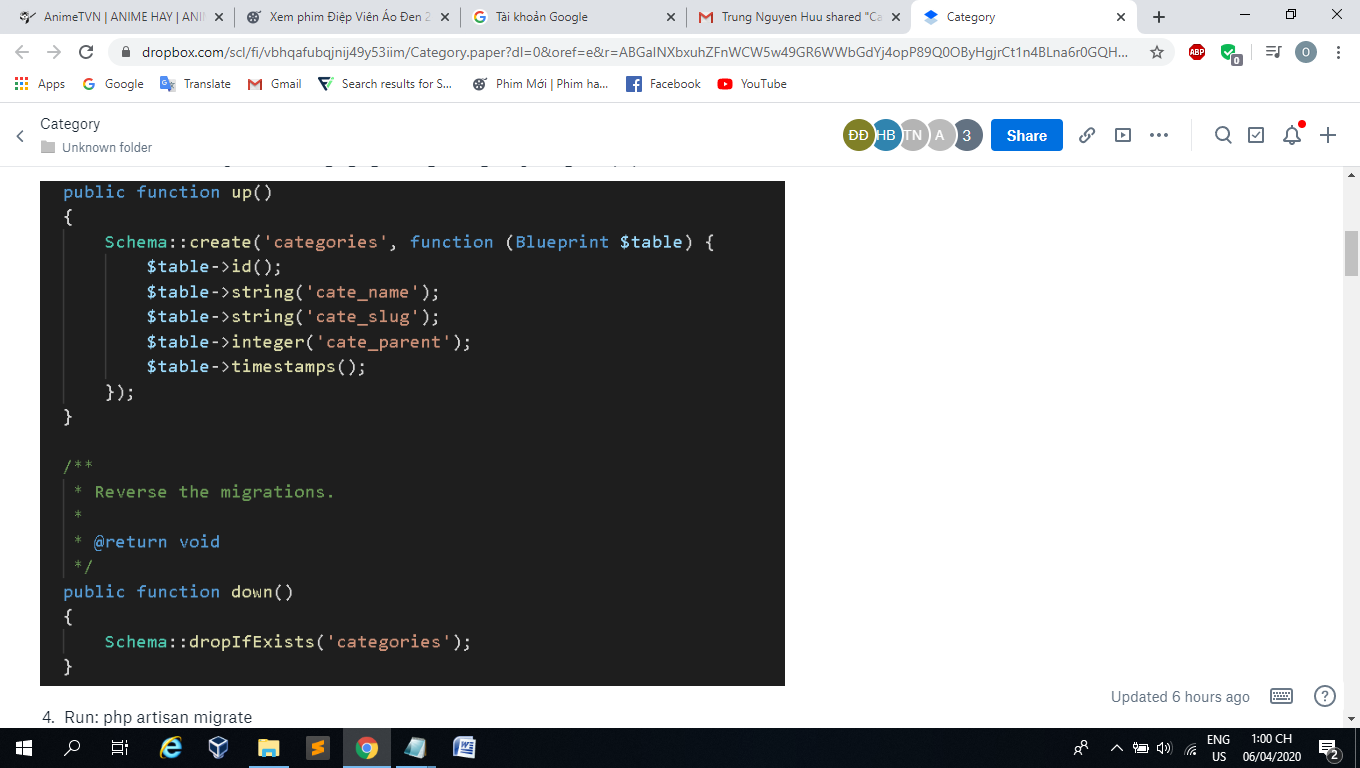 AnimeTVN | ANIME HAY | ANI
Xem phim Điệp Viên Áo Đen 2
Tài khoản Google
Trung Nguyen Huu shared "Ca
Category
dropbox.com/scl/fi/vbhqafubqjnij49y53iim/Category.paper?dl=0&oref=e&r=ABGaINXbxuhZFnWCW5w49GR6WWbGdYj4opP89Q0OByHgjrCt1n4BLna6r0GQH...
ABP
0
O
Apps
Google
Translate
Gmail
Search results for S...
Phim Mới | Phim ha...
Facebook
YouTube
Category
Unknown folder
ĐĐ HB TN A 3
Share
public function up()
{
Schema::create('categories', function (Blueprint $table) {
$table->id();
$table->string('cate_name');
$table->string('cate_slug');
$table->integer('cate_parent');
$table->timestamps();
});
}
/**
* Reverse the migrations.
*
* @return void
*/
public function down()
{
Schema::dropIfExists('categories');
}
Updated 6 hours ago
?
4. Run: php artisan migrate
ENG
US
1:00 CH
06/04/2020
2